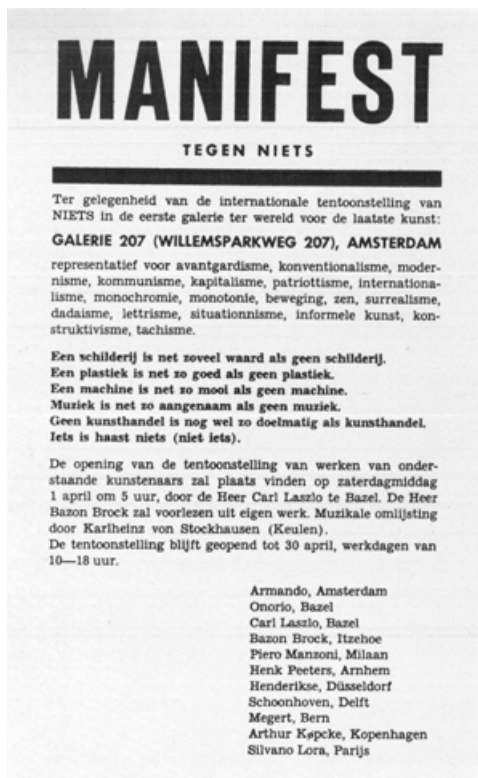 MANIFEST
TEGEN NIETS
Ter gelegenheid van de internationale tentoonstelling van
NIETS in de eerste galerie ter wereld voor de laatste kunst:
GALERIE 207 (WILLEMSPARKWEG 207), AMSTERDAM
representatief voor avantgardisme, konventionalisme, moder-
nisme, kommunisme, kapitalisme, patriottisme, internationa-
lisme, monochromie, monotonie, beweging, zen, surrealisme,
dadaisme, lettrisme, situationnisme, informele kunst, kon-
struktivisme, tachisme.
Een schilderij is net zoveel waard als geen schilderij.
Een plastiek is net zo goed als geen plastiek.
Een machine is net zo mooi als geen machine.
Muziek is net zo aangenaam als geen muziek.
Geen kunsthandel is nog wel zo doelmatig als kunsthandel.
Iets is haast niets (niet iets).
De opening van de tentoonstelling van werken van onder-
staande kunstenaars zal plaats vinden op zaterdagmiddag
1 april om 5 uur, door de Heer Carl Laszlo te Bazel. De Heer
Bazon Brock zal voorlezen uit eigen werk. Muzikale omlijsting
door Karlheinz von Stockhausen (Keulen).
De tentoonstelling blijft geopend tot 30 april, werkdagen van
10—18 uur.
Armando, Amsterdam
Onorio, Bazel
Carl Laszlo, Bazel
Bazon Brock, Itzehoe
Piero Manzoni, Milaan
Henk Peeters, Arnhem
Henderikse, Düsseldorf
Schoonhoven, Delft
Megert, Bern
Arthur Køpcke, Kopenhagen
Silvano Lora, Parijs